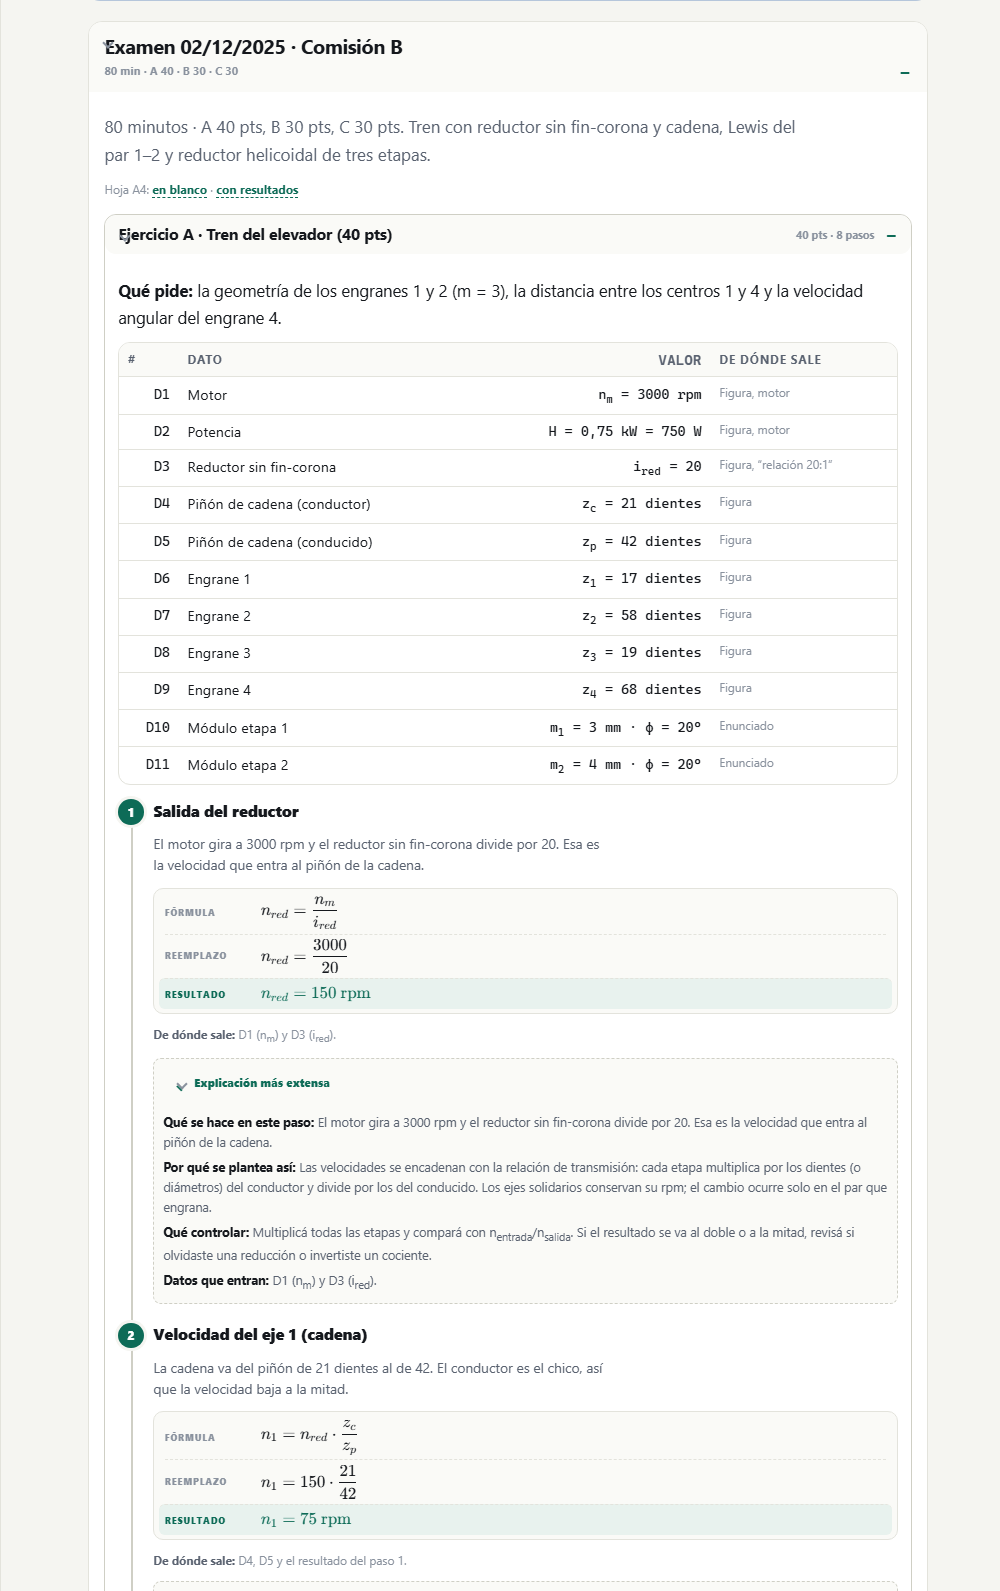 Examen 02/12/2025 · Comisión B
80 min · A 40 · B 30 · C 30
–
80 minutos · A 40 pts, B 30 pts, C 30 pts. Tren con reductor sin fin-corona y cadena, Lewis del
par 1–2 y reductor helicoidal de tres etapas.
Hoja A4: en blanco · con resultados
Ejercicio A · Tren del elevador (40 pts) 40 pts · 8 pasos –
Qué pide: la geometría de los engranes 1 y 2 (m = 3), la distancia entre los centros 1 y 4 y la velocidad
angular del engrane 4.
# DATO VALOR DE DÓNDE SALE
D1 Motor n_m = 3000 rpm Figura, motor
D2 Potencia H = 0,75 kW = 750 W Figura, motor
D3 Reductor sin fin-corona i_red = 20 Figura, "relación 20:1"
D4 Piñón de cadena (conductor) z_c = 21 dientes Figura
D5 Piñón de cadena (conducido) z_p = 42 dientes Figura
D6 Engrane 1 z_1 = 17 dientes Figura
D7 Engrane 2 z_2 = 58 dientes Figura
D8 Engrane 3 z_3 = 19 dientes Figura
D9 Engrane 4 z_4 = 68 dientes Figura
D10 Módulo etapa 1 m_1 = 3 mm · ϕ = 20° Enunciado
D11 Módulo etapa 2 m_2 = 4 mm · ϕ = 20° Enunciado
1 Salida del reductor
El motor gira a 3000 rpm y el reductor sin fin-corona divide por 20. Esa es
la velocidad que entra al piñón de la cadena.
FÓRMULA n_red = n_m / i_red
REEMPLAZO n_red = 3000 / 20
RESULTADO n_red = 150 rpm
De dónde sale: D1 (n_m) y D3 (i_red).
Explicación más extensa
Qué se hace en este paso: El motor gira a 3000 rpm y el reductor sin fin-corona divide por 20. Esa es la velocidad que entra al
piñón de la cadena.
Por qué se plantea así: Las velocidades se encadenan con la relación de transmisión: cada etapa multiplica por los dientes (o
diámetros) del conductor y divide por los del conducido. Los ejes solidarios conservan su rpm; el cambio ocurre solo en el par que
engrana.
Qué controlar: Multiplicá todas las etapas y compará con n_entrada/n_salida. Si el resultado se va al doble o a la mitad, revisá si
olvidaste una reducción o invertiste un cociente.
Datos que entran: D1 (n_m) y D3 (i_red).
2 Velocidad del eje 1 (cadena)
La cadena va del piñón de 21 dientes al de 42. El conductor es el chico, así
que la velocidad baja a la mitad.
FÓRMULA n_1 = n_red · z_c / z_p
REEMPLAZO n_1 = 150 · 21 / 42
RESULTADO n_1 = 75 rpm
De dónde sale: D4, D5 y el resultado del paso 1.